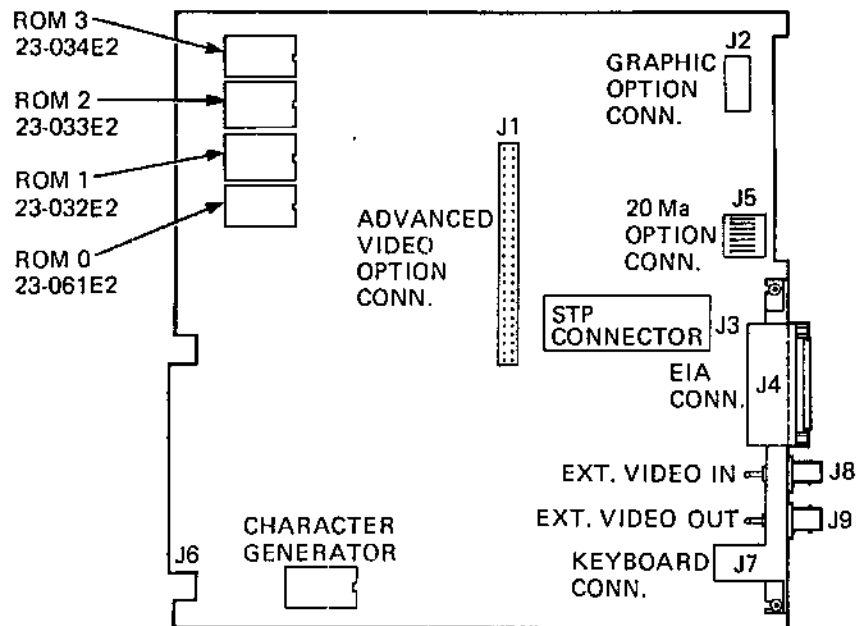 ROM 3
23-034E2
ROM 2
23-033E2
ROM 1
23-032E2
ROM 0
23-061E2
J2
GRAPHIC
OPTION
CONN.
J1
ADVANCED
VIDEO
OPTION
CONN.
J5
20 Ma
OPTION
CONN.
STP
CONNECTOR
J3
EIA
CONN.
J4
EXT. VIDEO IN
J8
EXT. VIDEO OUT
J9
J6
CHARACTER
GENERATOR
KEYBOARD
CONN.
J7